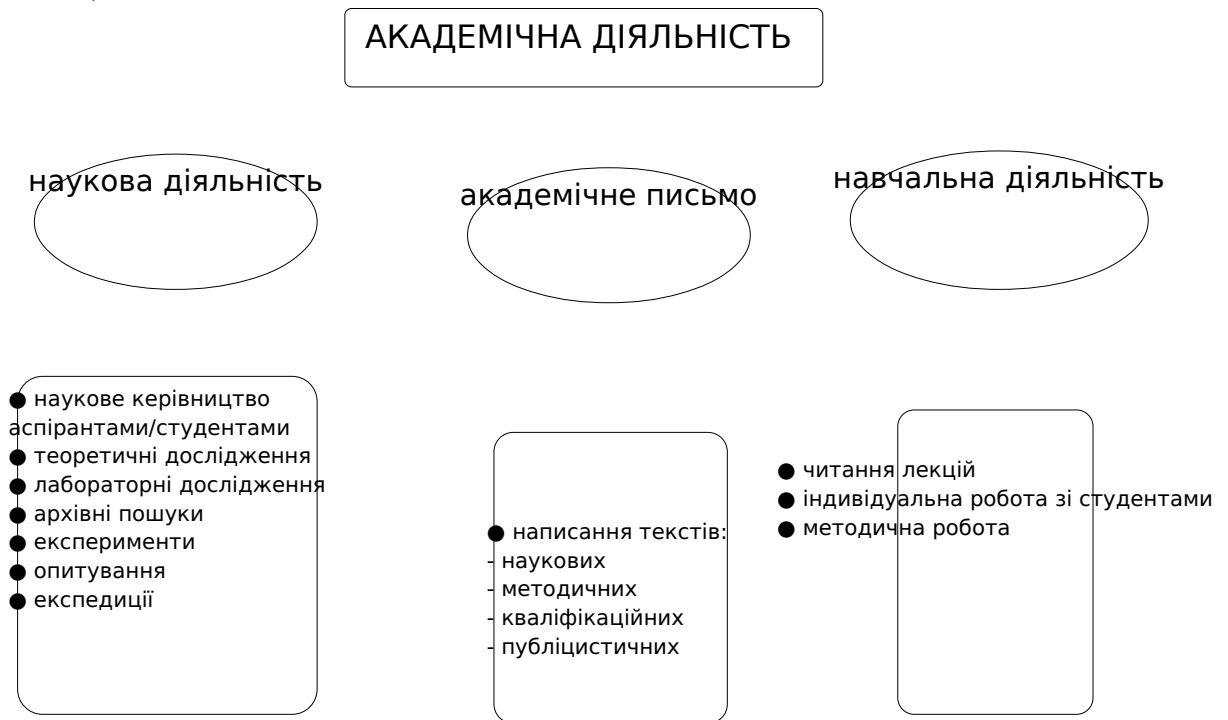 АКАДЕМІЧНА ДІЯЛЬНІСТЬ
наукова діяльність
академічне письмо
навчальна діяльність
● наукове керівництво
аспірантами/студентами
● теоретичні дослідження
● лабораторні дослідження
● архівні пошуки
● експерименти
● опитування
● експедиції
● написання текстів:
- наукових
- методичних
- кваліфікаційних
- публіцистичних
● читання лекцій
● індивідуальна робота зі студентами
● методична робота